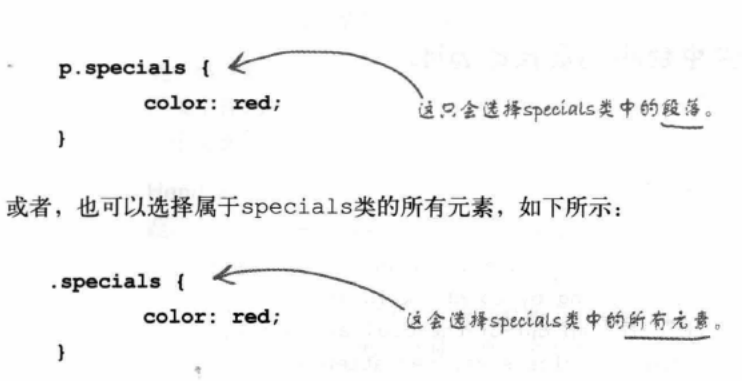 p.specials {
color: red;
这只会选择specials类中的段落。
}
或者，也可以选择属于specials类的所有元素，如下所示：
.specials {
color: red;
这会选择specials类中的所有元素。
}